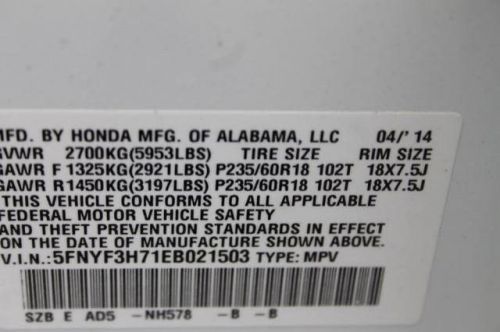 MFD. BY HONDA MFG. OF ALABAMA, LLC 04/' 14
GVWR 2700KG(5953LBS) TIRE SIZE RIM SIZE
GAWR F 1325KG(2921LBS) P235/60R18 102T 18X7.5J
GAWR R1450KG(3197LBS) P235/60R18 102T 18X7.5J
THIS VEHICLE CONFORMS TO ALL APPLICABLE
FEDERAL MOTOR VEHICLE SAFETY
AND THEFT PREVENTION STANDARDS IN EFFECT
ON THE DATE OF MANUFACTURE SHOWN ABOVE.
V.I.N.: 5FNYF3H71EB021503 TYPE: MPV
SZB E AD5 -NH578 -B -B